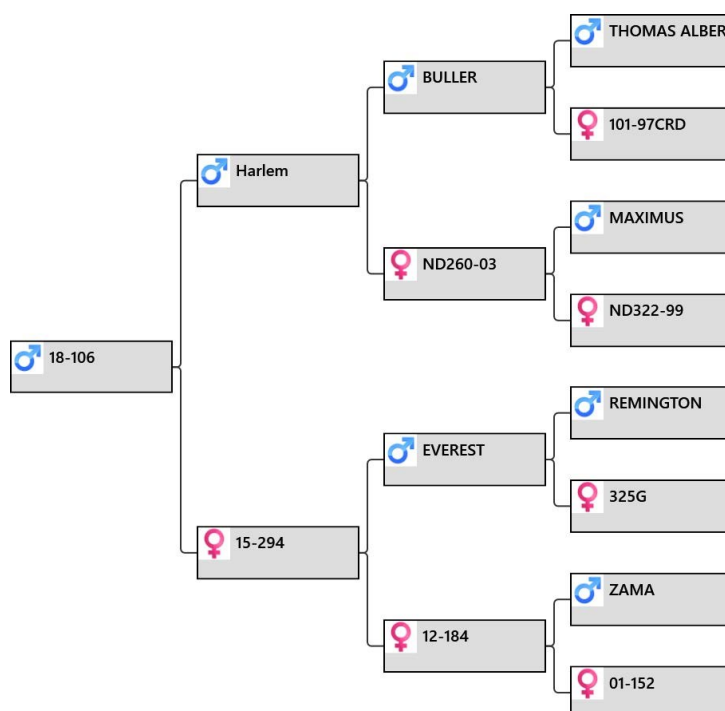 THOMAS ALBER
BULLER
101-97CRD
Harlem
MAXIMUS
ND260-03
ND322-99
18-106
REMINGTON
EVEREST
325G
15-294
ZAMA
12-184
01-152